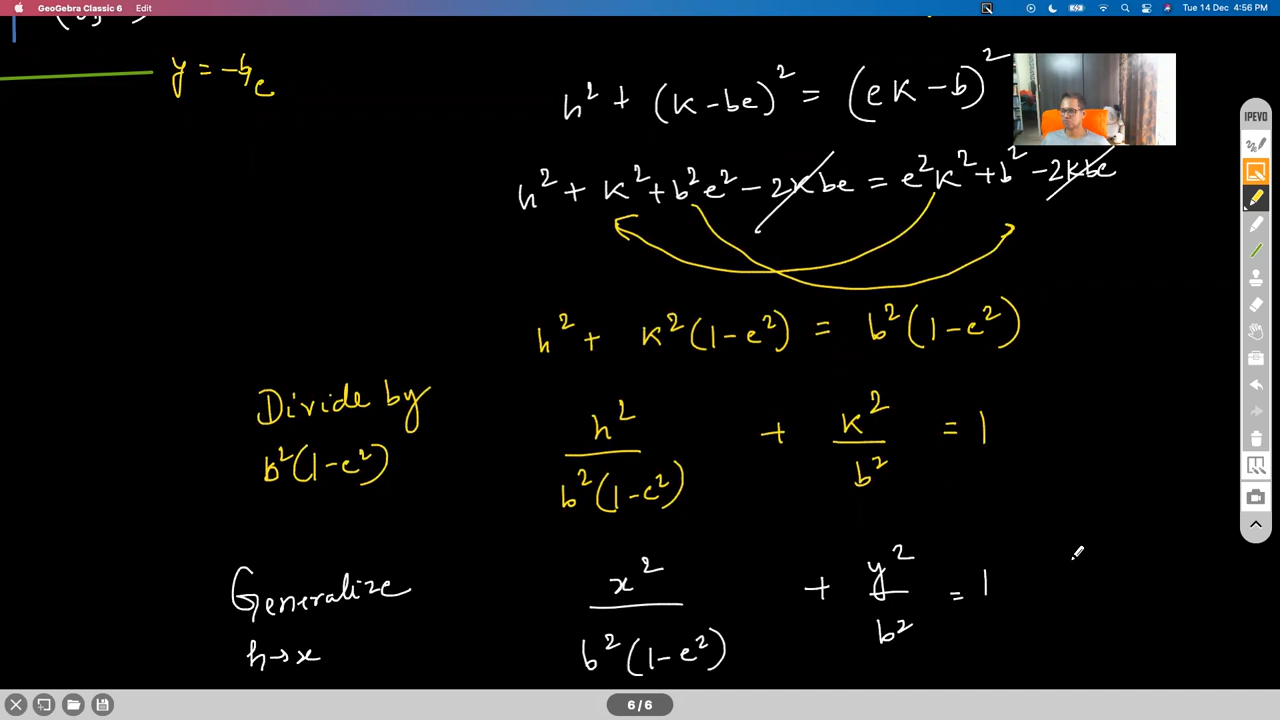 GeoGebra Classic 6 Edit Tue 14 Dec 4:56 PM
y = -b/e
h² + (k - be)² = (ek - b)²
IPEVO
h² + k² + b²e² - 2kbe = e²k² + b² - 2kbe
h² + k²(1-e²) = b²(1-e²)
Divide by
b²(1-e²)
h²/b²(1-e²) + k²/b² = 1
Generalize
h→x
x²/b²(1-e²) + y²/b² = 1
6/6